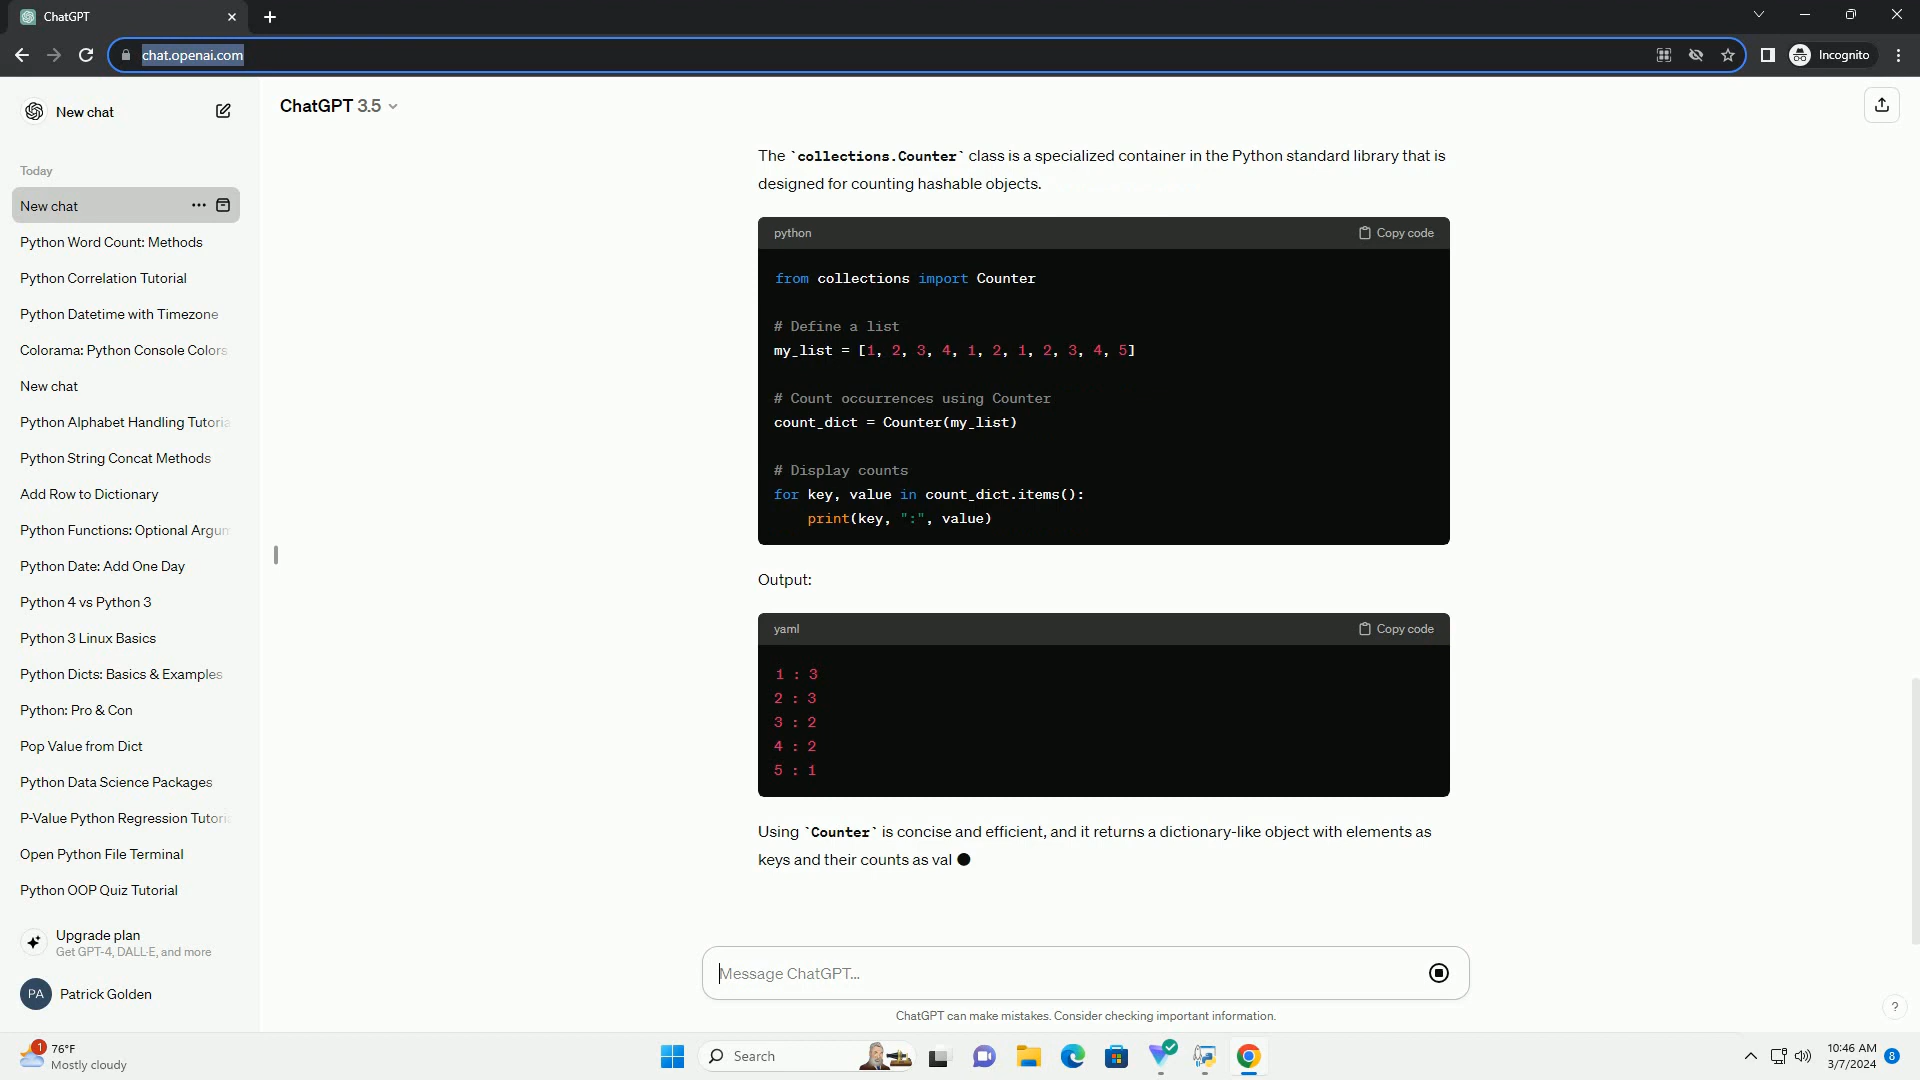 ChatGPT
chat.openai.com
Incognito
New chat
ChatGPT 3.5
Today
New chat
Python Word Count: Methods
Python Correlation Tutorial
Python Datetime with Timezone
Colorama: Python Console Colors
New chat
Python Alphabet Handling Tutoria
Python String Concat Methods
Add Row to Dictionary
Python Functions: Optional Argun
Python Date: Add One Day
Python 4 vs Python 3
Python 3 Linux Basics
Python Dicts: Basics & Examples
Python: Pro & Con
Pop Value from Dict
Python Data Science Packages
P-Value Python Regression Tutori
Open Python File Terminal
Python OOP Quiz Tutorial
Upgrade plan
Get GPT-4, DALL·E, and more
PA Patrick Golden
The `collections.Counter` class is a specialized container in the Python standard library that is
designed for counting hashable objects.
python Copy code
from collections import Counter
# Define a list
my_list = [1, 2, 3, 4, 1, 2, 1, 2, 3, 4, 5]
# Count occurrences using Counter
count_dict = Counter(my_list)
# Display counts
for key, value in count_dict.items():
    print(key, ":", value)
Output:
yaml Copy code
1 : 3
2 : 3
3 : 2
4 : 2
5 : 1
Using `Counter` is concise and efficient, and it returns a dictionary-like object with elements as
keys and their counts as val
Message ChatGPT...
ChatGPT can make mistakes. Consider checking important information.
?
1
76°F
Mostly cloudy
Search
10:46 AM
3/7/2024
8